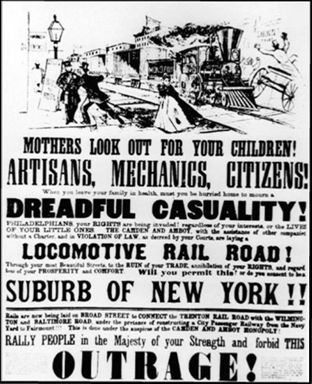 MOTHERS LOOK OUT FOR YOUR CHILDREN!
ARTISANS, MECHANICS, CITIZENS!
When you leave your family in health, must you be hurried home to mourn a
DREADFUL CASUALITY!
PHILADELPHIANS, your RIGHTS are being invaded! regardless of your interests, or the LIVES
OF YOUR LITTLE ONES. THE CAMDEN AND AMBOY, with the assistance of other companies
without a Charter, and in VIOLATION OF LAW, as decreed by your Courts, are laying a
LOCOMOTIVE RAIL ROAD!
Through your most Beautiful Streets, to the RUIN of your TRADE, annihilation of your RIGHTS, and regard-
less of your PROSPERITY and COMFORT. Will you permit this? or do you consent to be a
SUBURB OF NEW YORK!!
Rails are now being laid on BROAD STREET to CONNECT the TRENTON RAIL ROAD with the WILMING-
TON and BALTIMORE ROAD, under the pretence of constructing a City Passenger Railway from the Navy
Yard to Fairmount!!! This is done under the auspices of the CAMDEN AND AMBOY MONOPOLY!
RALLY PEOPLE in the Majesty of your Strength and forbid THIS
OUTRAGE!